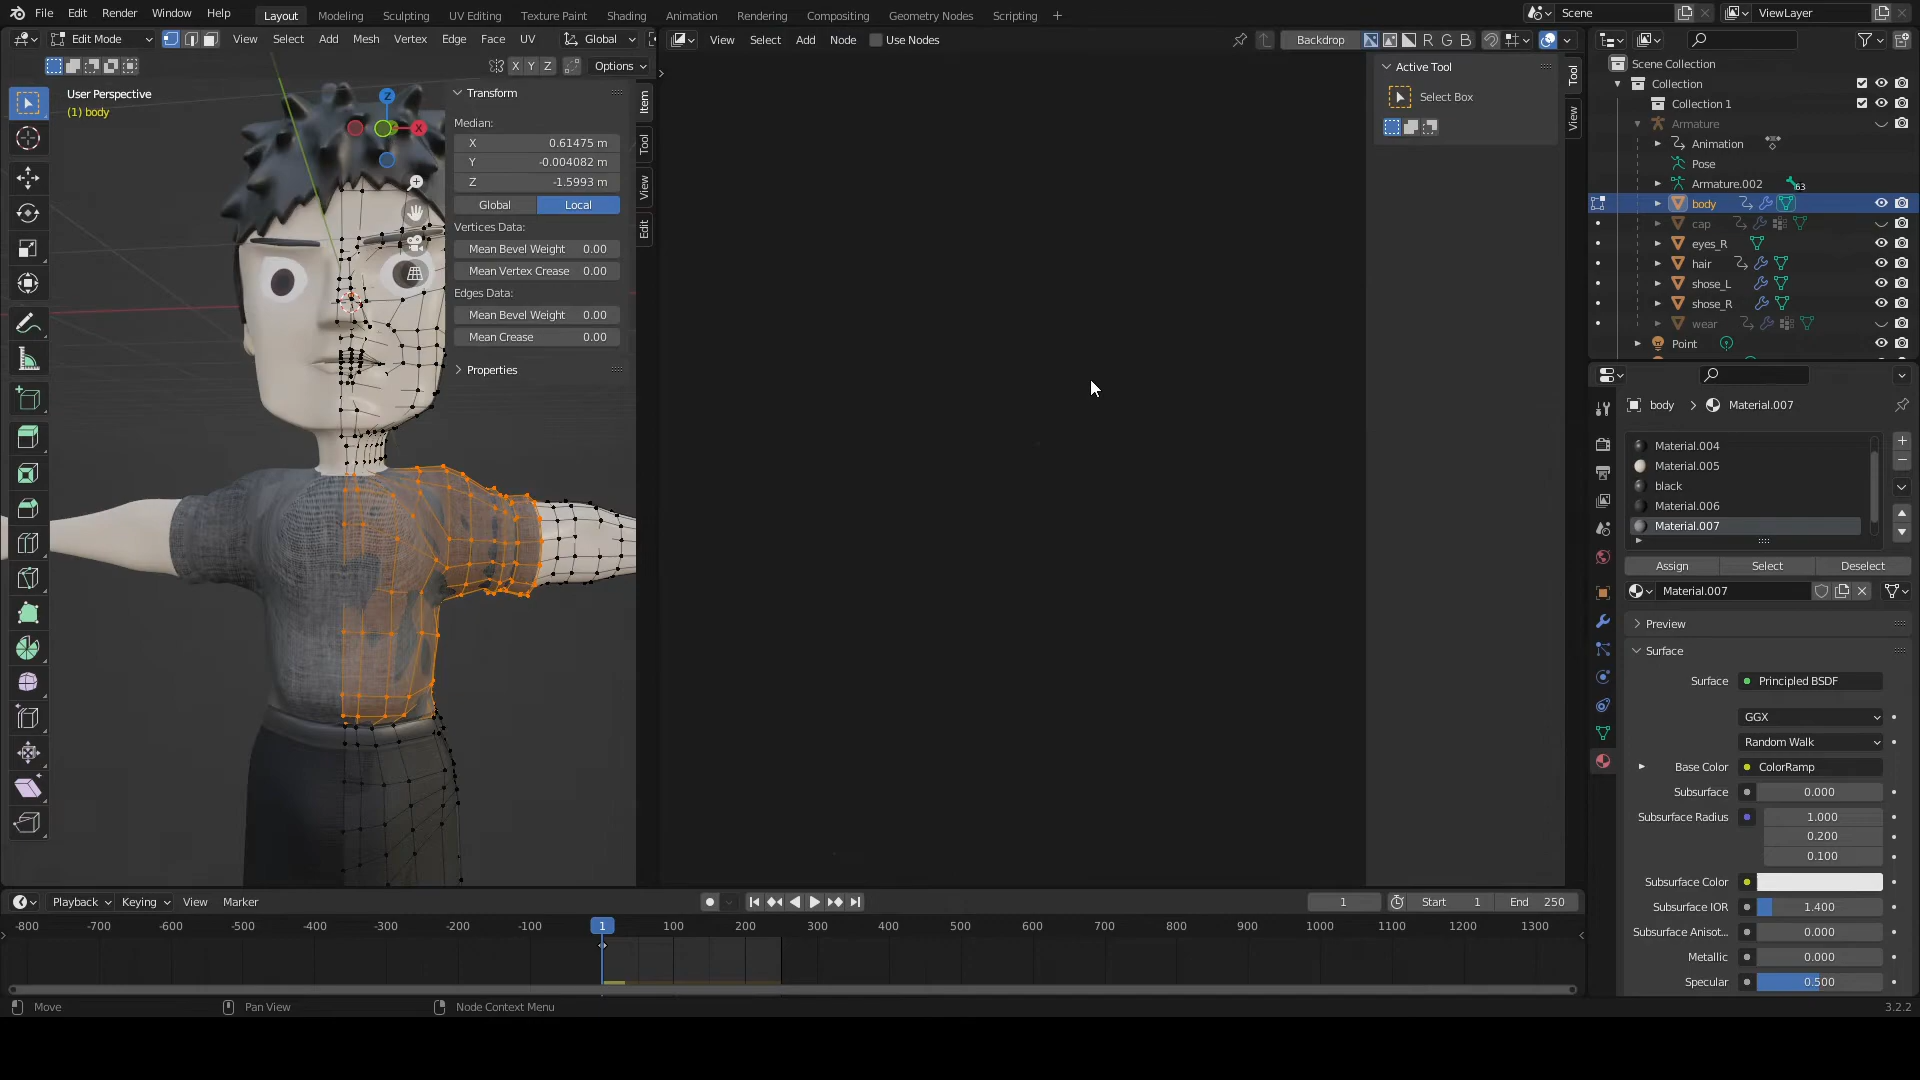 File Edit Render Window Help Layout Modeling Sculpting UV Editing Texture Paint Shading Animation Rendering Compositing Geometry Nodes Scripting + Scene ViewLayer
Edit Mode View Select Add Mesh Vertex Edge Face UV Global View Select Add Node Use Nodes Backdrop R G B
X Y Z Options
User Perspective
(1) body
Z
X
Transform
Median:
X 0.61475 m
Y -0.004082 m
Z -1.5993 m
Global Local
Vertices Data:
Mean Bevel Weight 0.00
Mean Vertex Crease 0.00
Edges Data:
Mean Bevel Weight 0.00
Mean Crease 0.00
Properties
Item
Tool
View
Edit
Active Tool
Select Box
Tool
View
Scene Collection
Collection
Collection 1
Armature
Animation
Pose
Armature.002 63
body
cap
eyes_R
hair
shose_L
shose_R
wear
Point
body > Material.007
Material.004
Material.005
black
Material.006
Material.007
Assign Select Deselect
Material.007
Preview
Surface
Surface Principled BSDF
GGX
Random Walk
Base Color ColorRamp
Subsurface 0.000
Subsurface Radius 1.000
0.200
0.100
Subsurface Color
Subsurface IOR 1.400
Subsurface Anisot... 0.000
Metallic 0.000
Specular 0.500
Playback Keying View Marker 1 Start 1 End 250
-800 -700 -600 -500 -400 -300 -200 -100 1 100 200 300 400 500 600 700 800 900 1000 1100 1200 1300
Move Pan View Node Context Menu 3.2.2